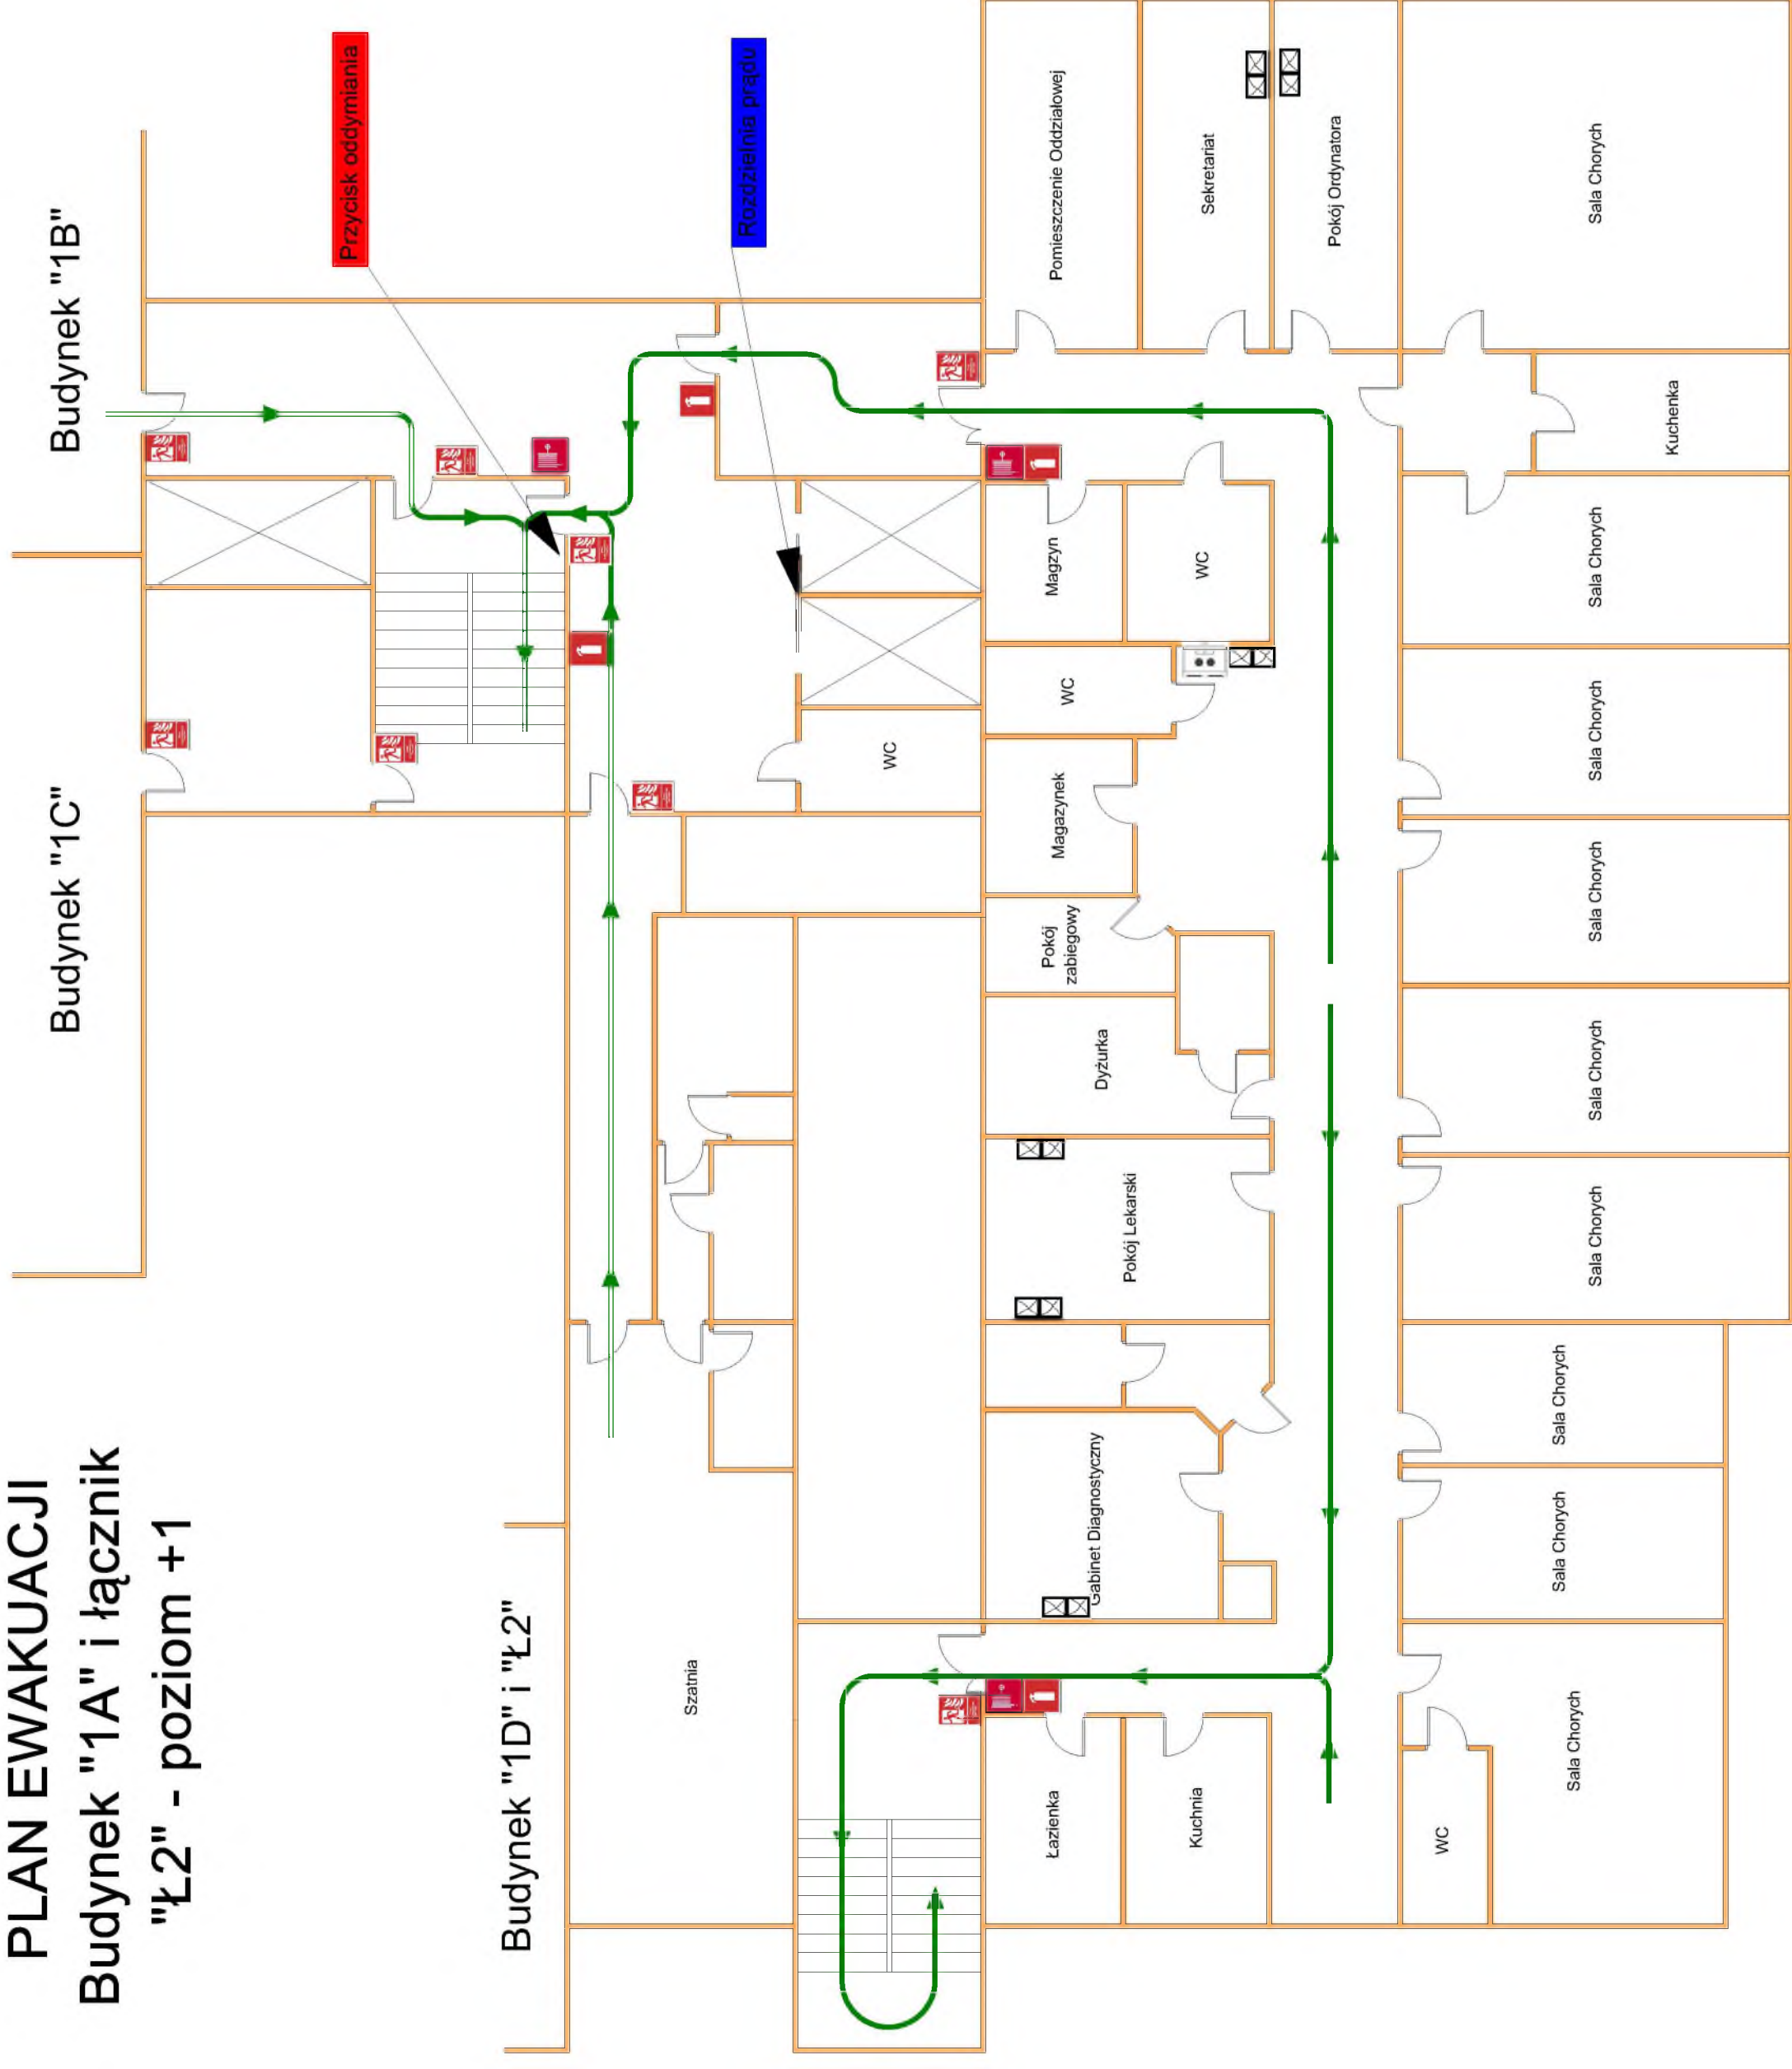 PLAN EWAKUACJI
Budynek "1A" i łącznik
"Ł2" - poziom +1
Budynek "1C"
Budynek "1B"
Przycisk oddymiania
Budynek "1D" i "Ł2"
Szatnia
Rozdzielnia prądu
WC
Łazienka
Kuchnia
Gabinet Diagnostyczny
Pokój Lekarski
Dyżurka
Pokój
zabiegowy
Magazynek
WC
Magzyn
WC
Pomieszczenie Oddziałowej
Sekretariat
Pokój Ordynatora
WC
Sala Chorych
Sala Chorych
Sala Chorych
Sala Chorych
Sala Chorych
Sala Chorych
Sala Chorych
Sala Chorych
Kuchenka
Sala Chorych